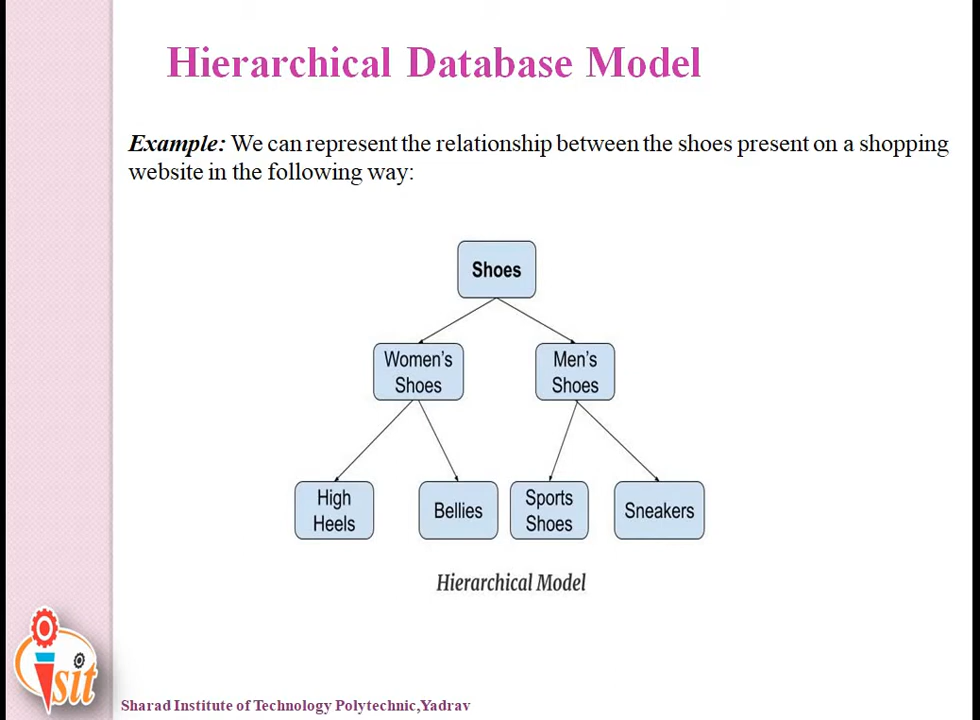 Hierarchical Database Model
Example: We can represent the relationship between the shoes present on a shopping
website in the following way:
Shoes
Women's
Shoes
Men's
Shoes
High
Heels
Bellies
Sports
Shoes
Sneakers
Hierarchical Model
sit
Sharad Institute of Technology Polytechnic,Yadrav